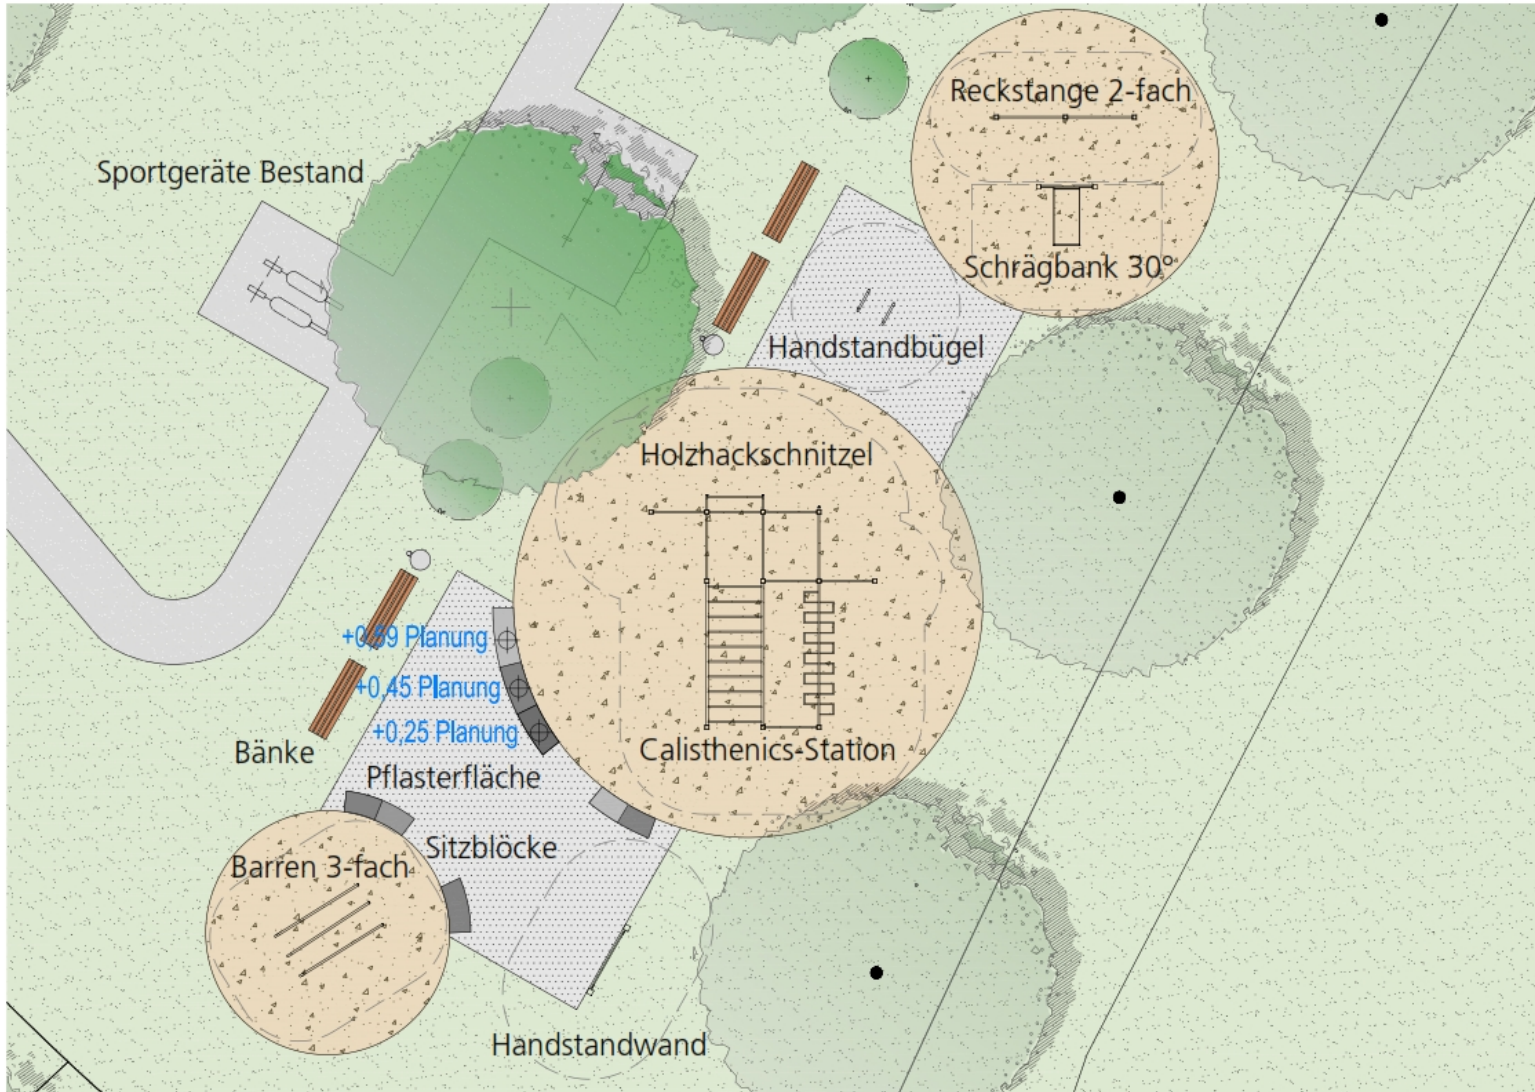 Reckstange 2-fach
Sportgeräte Bestand
Schrägbank 30°
Handstandbügel
Holzhackschnitzel
+0,59 Planung
+0,45 Planung
+0,25 Planung
Bänke
Calisthenics-Station
Pflasterfläche
Sitzblöcke
Barren 3-fach
Handstandwand